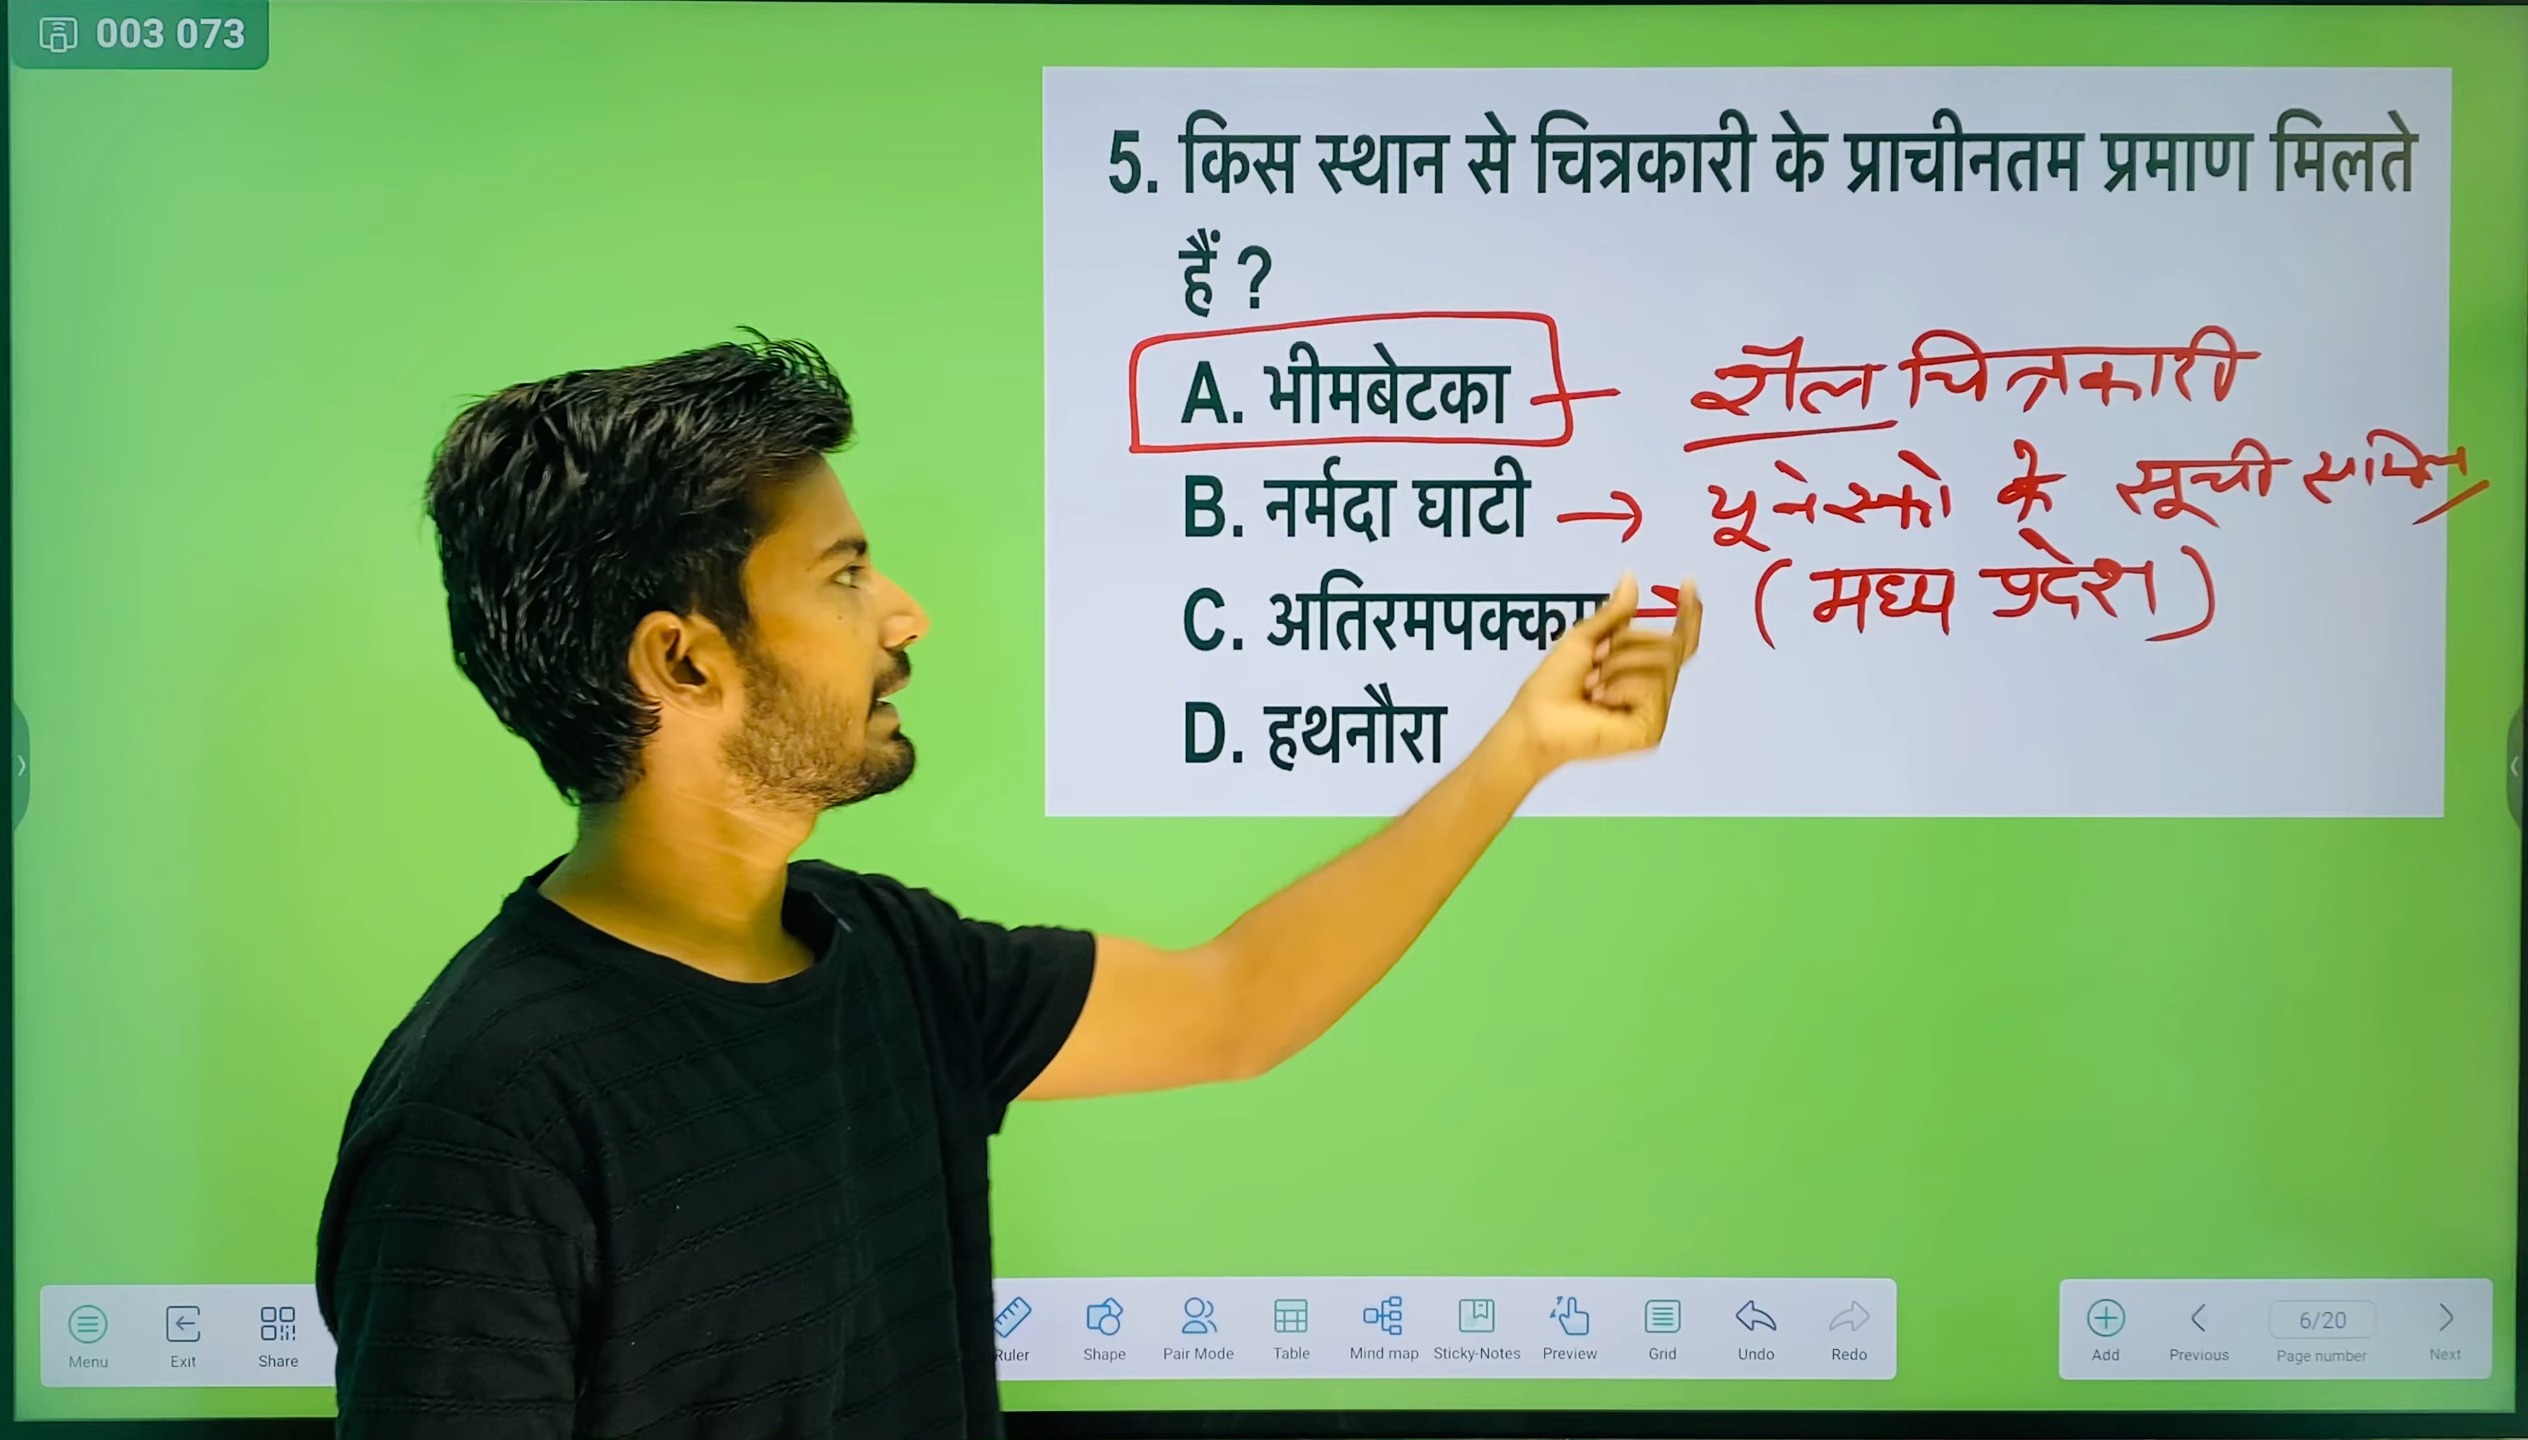 003 073
5. किस स्थान से चित्रकारी के प्राचीनतम प्रमाण मिलते
हैं ?
A. भीमबेटका — शैल चित्रकारी
B. नर्मदा घाटी → यूनेस्को के सूची
C. अतिरमपक्कम → (मध्य प्रदेश)
D. हथनौरा
Menu Exit Share Ruler Shape Pair Mode Table Mind map Sticky-Notes Preview Grid Undo Redo Add Previous 6/20 Page number Next